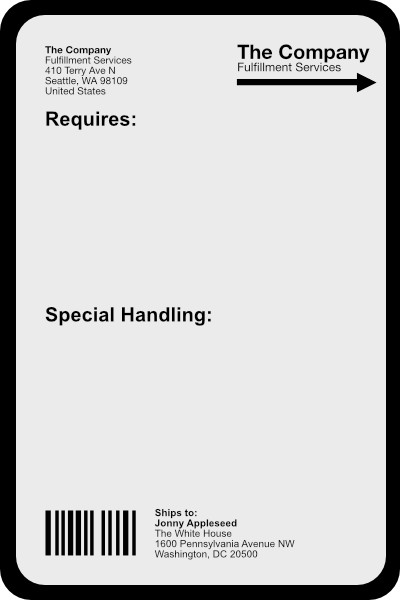 The Company
Fulfillment Services
410 Terry Ave N
Seattle, WA 98109
United States
The Company
Fulfillment Services
Requires:
Special Handling:
Ships to:
Jonny Appleseed
The White House
1600 Pennsylvania Avenue NW
Washington, DC 20500